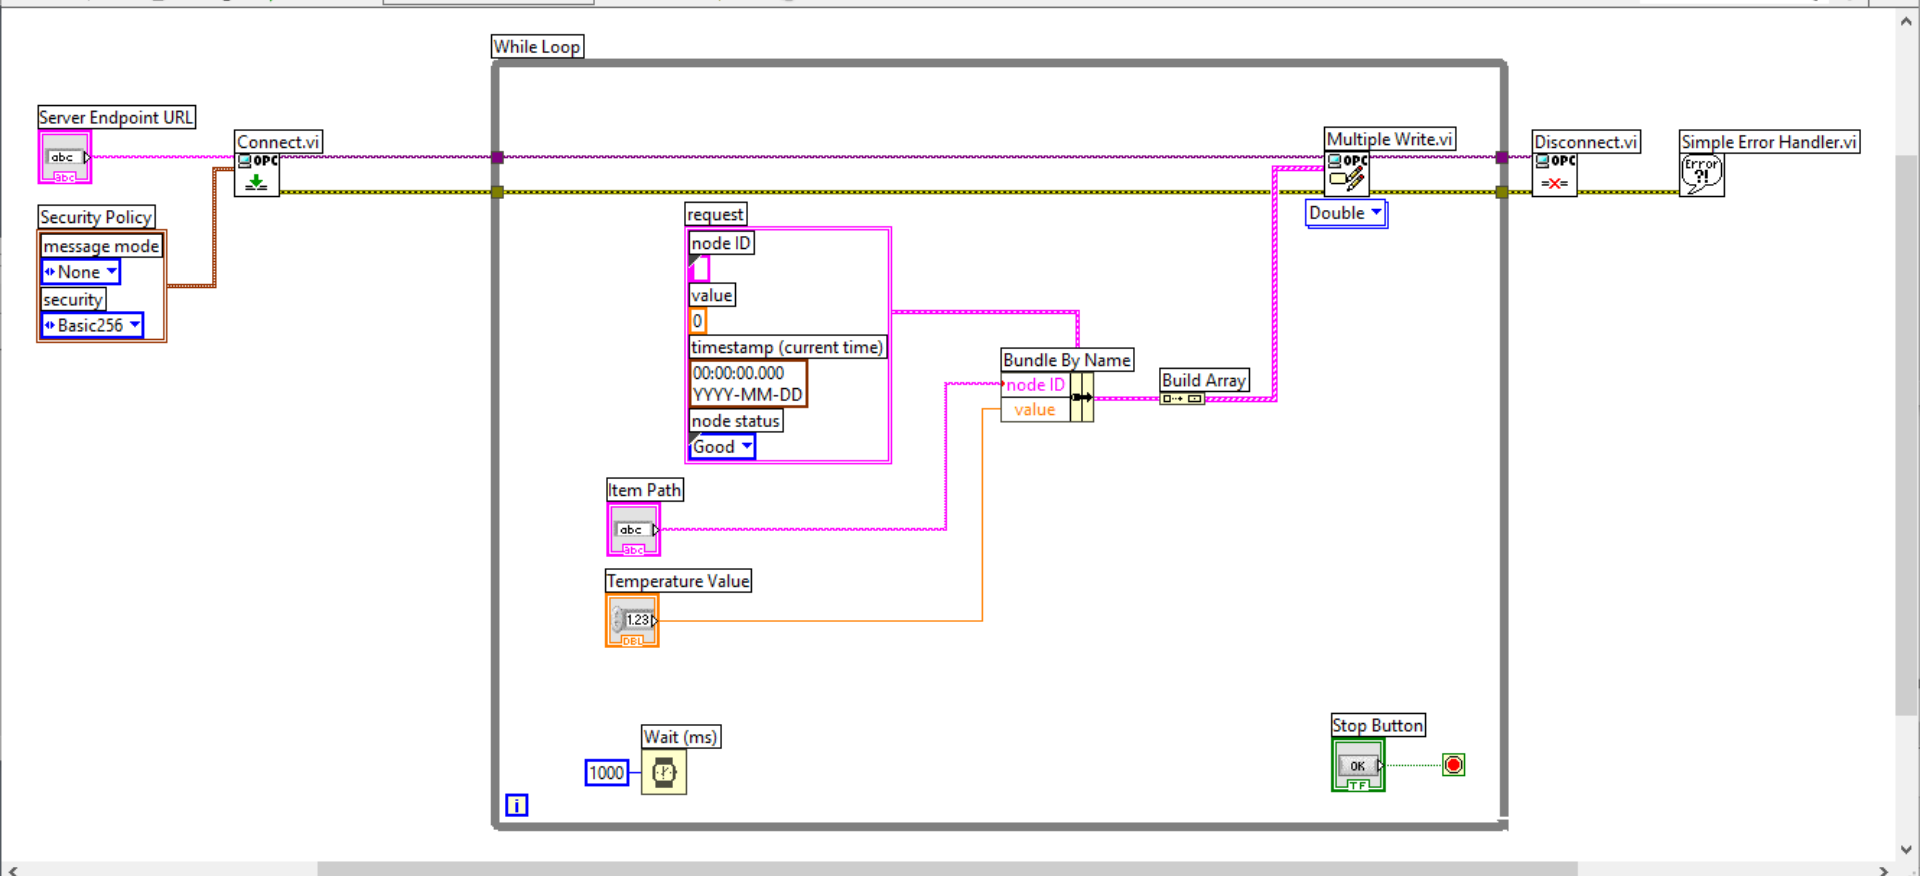 While Loop
Server Endpoint URL
abc
abc
Connect.vi
OPC
Security Policy
message mode
None
security
Basic256
request
node ID
value
0
timestamp (current time)
00:00:00.000
YYYY-MM-DD
node status
Good
Item Path
abc
abc
Temperature Value
1.23
DBL
Bundle By Name
node ID
value
Build Array
Multiple Write.vi
OPC
Double
Disconnect.vi
OPC
Simple Error Handler.vi
Error
?!
Wait (ms)
1000
i
Stop Button
OK
TF